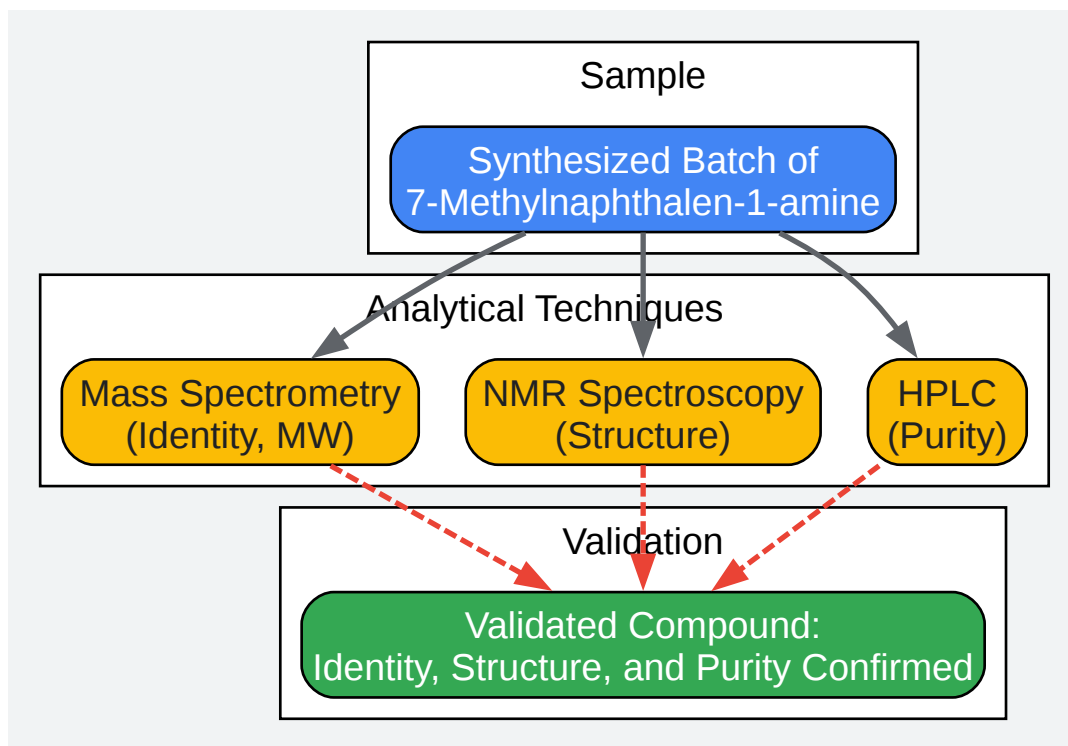 Sample
Synthesized Batch of
7-Methylnaphthalen-1-amine
Analytical Techniques
Mass Spectrometry
(Identity, MW)
NMR Spectroscopy
(Structure)
HPLC
(Purity)
Validation
Validated Compound:
Identity, Structure, and Purity Confirmed